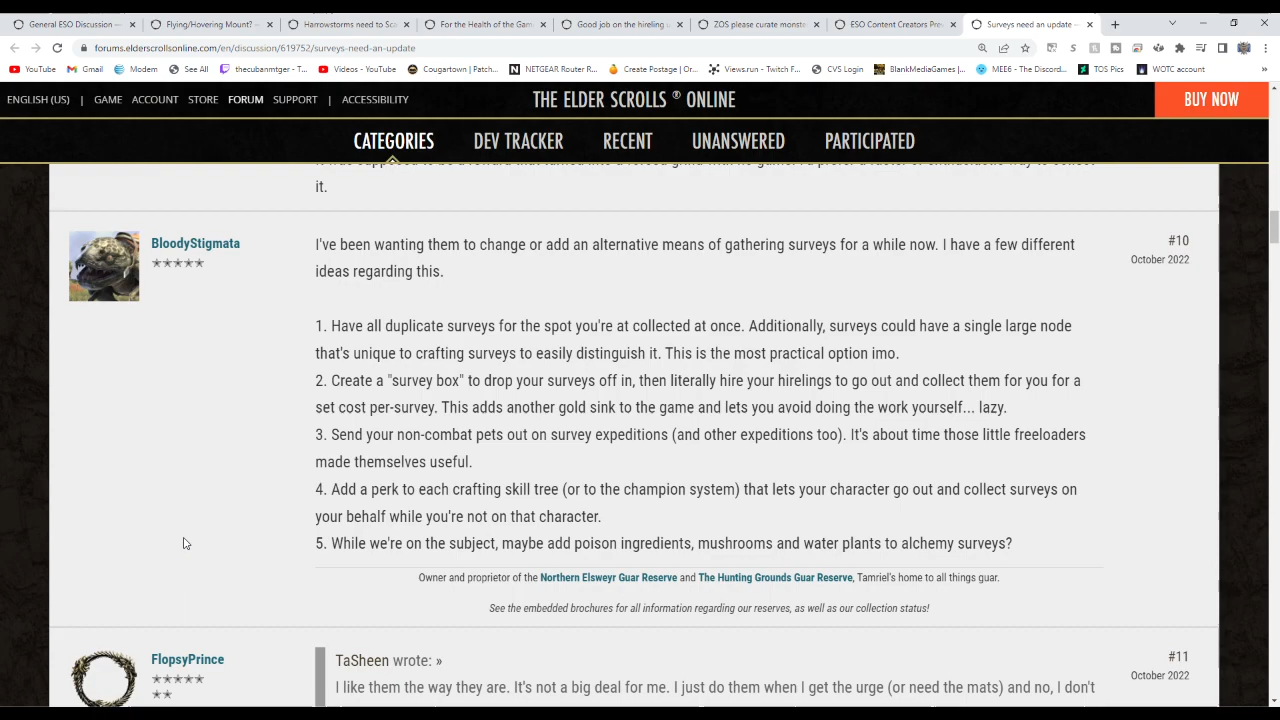 General ESO Discussion —
Flying/Hovering Mount? —
Harrowstorms need to Sc
For the Health of the Gam
Good job on the hireling u
ZOS please curate monste
ESO Content Creators Prev
Surveys need an update —
forums.elderscrollsonline.com/en/discussion/619752/surveys-need-an-update
YouTube
Gmail
Modem
See All
thecubanmtger - T...
Videos - YouTube
Cougartown | Patch...
NETGEAR Router R...
Create Postage | Or...
Views.run - Twitch F...
CVS Login
BlankMediaGames |...
MEE6 - The Discord...
TOS Pics
WOTC account
»
ENGLISH (US) | GAME ACCOUNT STORE FORUM SUPPORT | ACCESSIBILITY
THE ELDER SCROLLS ® ONLINE
BUY NOW
CATEGORIES DEV TRACKER RECENT UNANSWERED PARTICIPATED
it.
BloodyStigmata
#10
October 2022
I've been wanting them to change or add an alternative means of gathering surveys for a while now. I have a few different
ideas regarding this.
1. Have all duplicate surveys for the spot you're at collected at once. Additionally, surveys could have a single large node
that's unique to crafting surveys to easily distinguish it. This is the most practical option imo.
2. Create a "survey box" to drop your surveys off in, then literally hire your hirelings to go out and collect them for you for a
set cost per-survey. This adds another gold sink to the game and lets you avoid doing the work yourself... lazy.
3. Send your non-combat pets out on survey expeditions (and other expeditions too). It's about time those little freeloaders
made themselves useful.
4. Add a perk to each crafting skill tree (or to the champion system) that lets your character go out and collect surveys on
your behalf while you're not on that character.
5. While we're on the subject, maybe add poison ingredients, mushrooms and water plants to alchemy surveys?
Owner and proprietor of the Northern Elsweyr Guar Reserve and The Hunting Grounds Guar Reserve, Tamriel's home to all things guar.
See the embedded brochures for all information regarding our reserves, as well as our collection status!
FlopsyPrince
#11
October 2022
TaSheen wrote: »
I like them the way they are. It's not a big deal for me. I just do them when I get the urge (or need the mats) and no, I don't